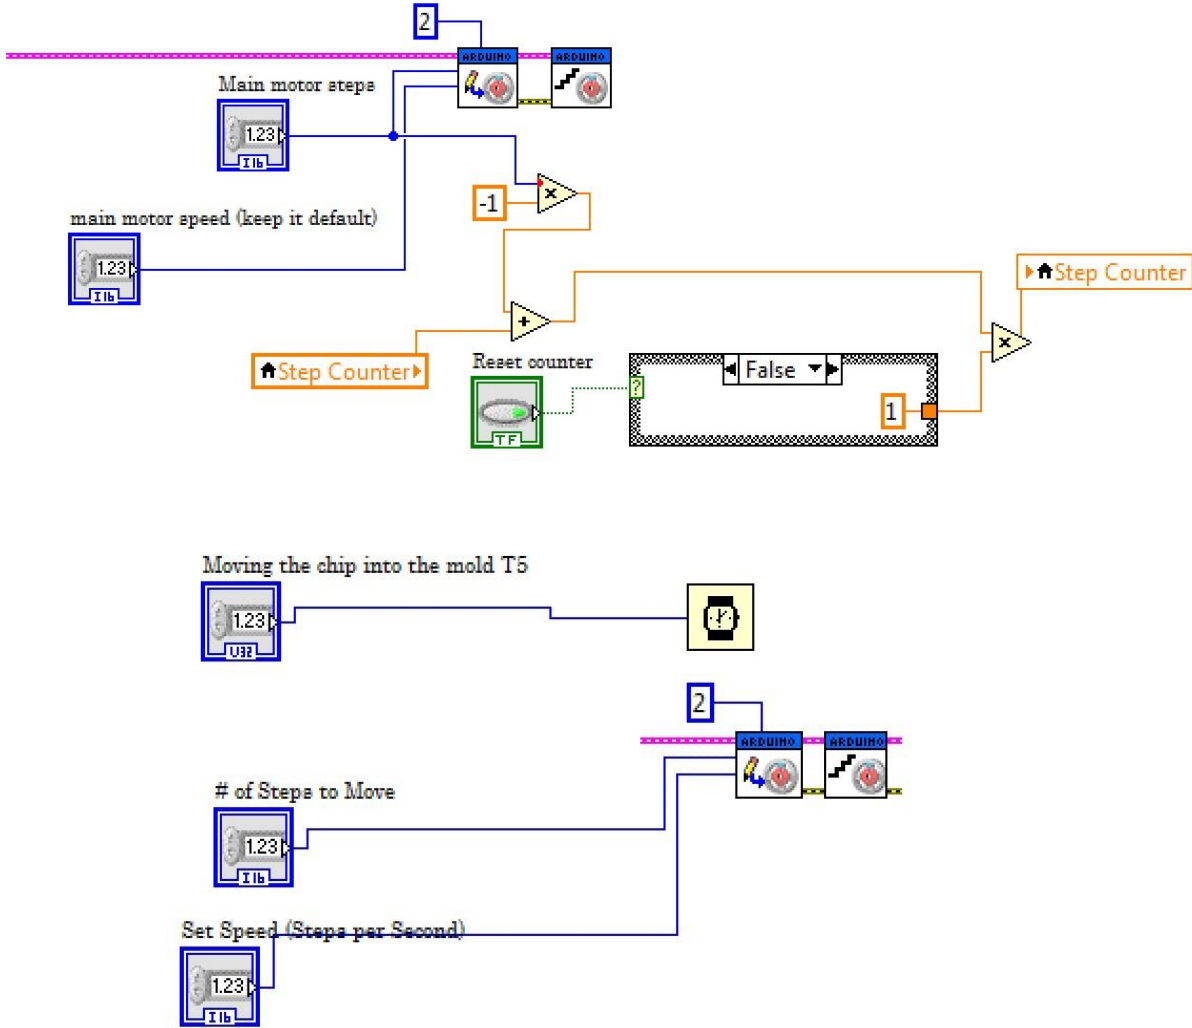 2
ARDUINO ARDUINO
Main motor steps
1.23
I16
-1
×
main motor speed (keep it default)
1.23
I16
Step Counter
+
×
Step Counter
Reset counter
False
?
1
TF
Moving the chip into the mold T5
1.23
U32
2
ARDUINO ARDUINO
# of Steps to Move
1.23
I16
Set Speed (Steps per Second)
1.23
I16